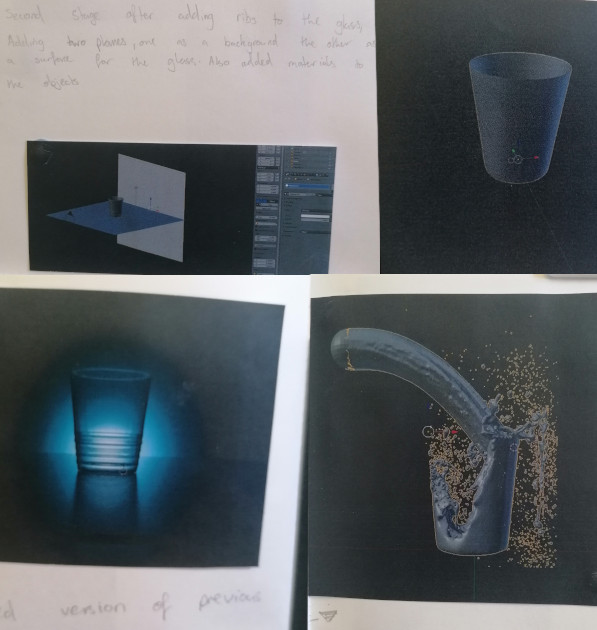 Second stage after adding ribs to the glass,
Adding two planes, one as a background the other as
a surface for the glass. Also added materials to
the objects
version of previous